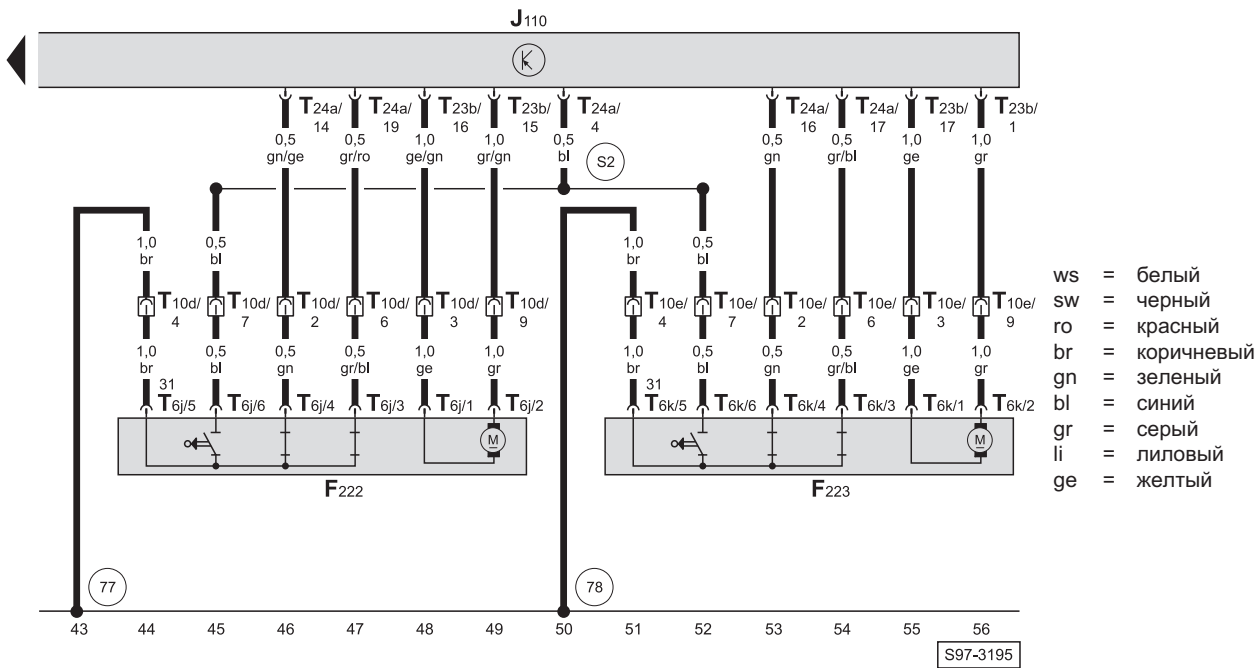 J110
T24a/ T24a/ T23b/ T23b/ T24a/ T24a/ T24a/ T23b/ T23b/
14 19 16 15 4 16 17 17 1
0,5 0,5 1,0 1,0 0,5 0,5 0,5 1,0 1,0
gn/ge gr/ro ge/gn gr/gn bl gn gr/bl ge gr
S2
1,0 0,5 1,0 0,5
br bl br bl
T10d/ T10d/ T10d/ T10d/ T10d/ T10d/ T10e/ T10e/ T10e/ T10e/ T10e/ T10e/
4 7 2 6 3 9 4 7 2 6 3 9
1,0 0,5 0,5 0,5 1,0 1,0 1,0 0,5 0,5 0,5 1,0 1,0
br bl gn gr/bl ge gr br bl gn gr/bl ge gr
31 31
T6j/5 T6j/6 T6j/4 T6j/3 T6j/1 T6j/2 T6k/5 T6k/6 T6k/4 T6k/3 T6k/1 T6k/2
M M
F222 F223
77 78
43 44 45 46 47 48 49 50 51 52 53 54 55 56
S97-3195
ws = белый
sw = черный
ro = красный
br = коричневый
gn = зеленый
bl = синий
gr = серый
li = лиловый
ge = желтый